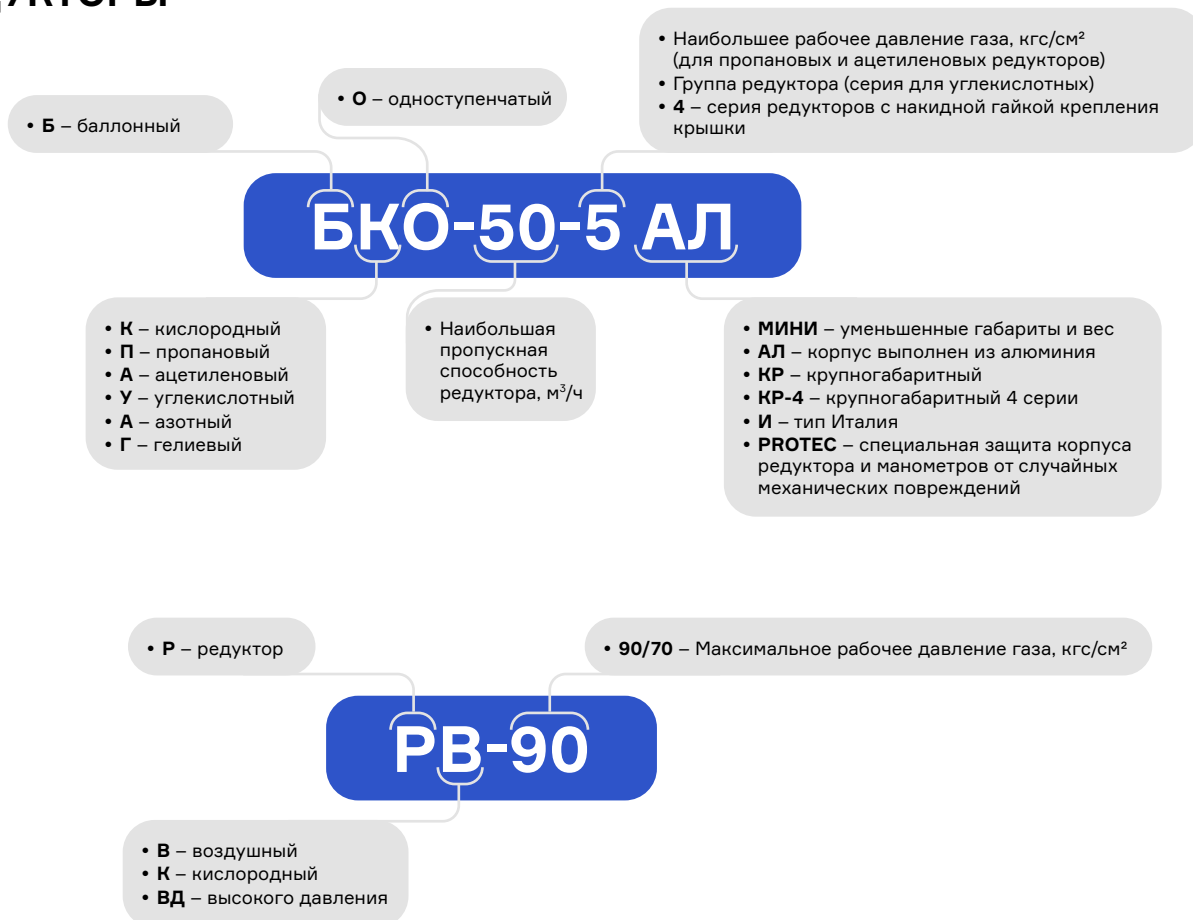 УКТОРЫ
• Наибольшее рабочее давление газа, кгс/см²
(для пропановых и ацетиленовых редукторов)
• Группа редуктора (серия для углекислотных)
• 4 – серия редукторов с накидной гайкой крепления
крышки
• О – одноступенчатый
• Б – баллонный
БКО-50-5 АЛ
• К – кислородный
• П – пропановый
• А – ацетиленовый
• У – углекислотный
• А – азотный
• Г – гелиевый
• Наибольшая
пропускная
способность
редуктора, м³/ч
• МИНИ – уменьшенные габариты и вес
• АЛ – корпус выполнен из алюминия
• КР – крупногабаритный
• КР-4 – крупногабаритный 4 серии
• И – тип Италия
• PROTEC – специальная защита корпуса
редуктора и манометров от случайных
механических повреждений
• Р – редуктор
• 90/70 – Максимальное рабочее давление газа, кгс/см²
РВ-90
• В – воздушный
• К – кислородный
• ВД – высокого давления